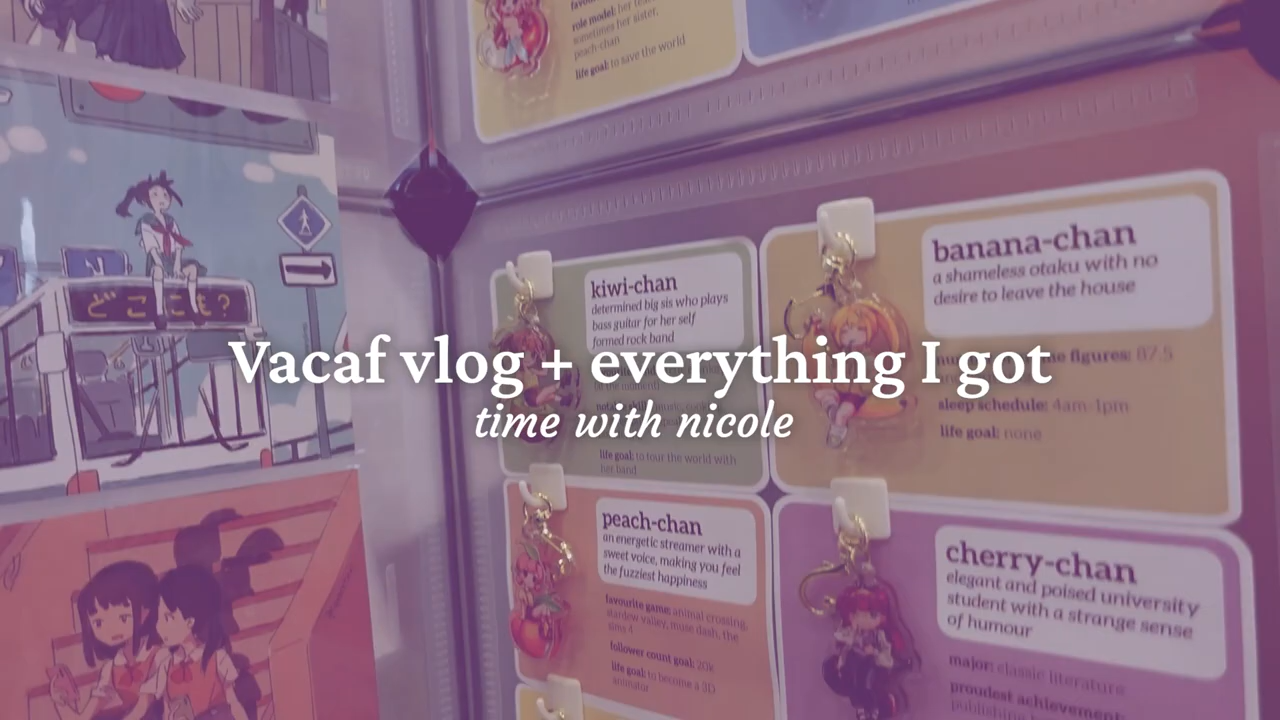 role model: her
sometimes her sister,
peach-chan
life goal: to save the world
どこにも?
kiwi-chan
determined big sis who plays
bass guitar for her self
formed rock band
life goal: to tour the world with
her band
banana-chan
a shameless otaku with no
desire to leave the house
figures: 87.5
sleep schedule: 4am-1pm
life goal: none
Vacaf vlog + everything I got
time with nicole
peach-chan
an energetic streamer with a
sweet voice, making you feel
the fuzziest happiness
favourite game: animal crossing,
stardew valley, muse dash, the
sims 4
follower count goal: 20k
life goal: to become a 3D
animator
cherry-chan
elegant and poised university
student with a strange sense
of humour
major: classic literature
proudest achievement:
publishing